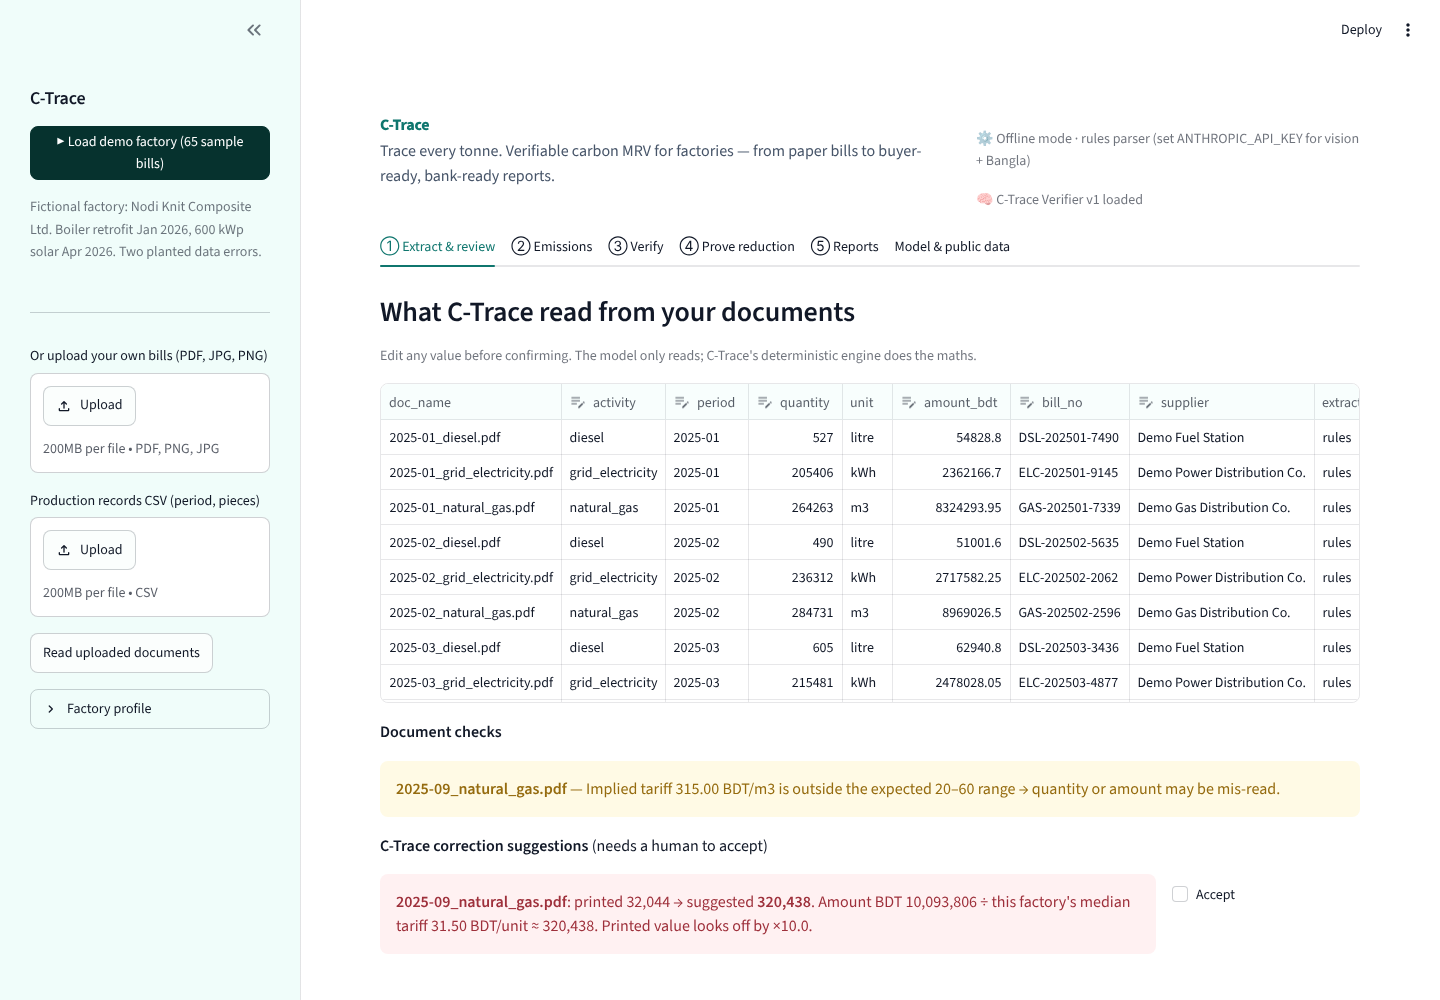 Deploy
C-Trace
▶ Load demo factory (65 sample
bills)
Fictional factory: Nodi Knit Composite
Ltd. Boiler retrofit Jan 2026, 600 kWp
solar Apr 2026. Two planted data errors.
Or upload your own bills (PDF, JPG, PNG)
Upload
200MB per file • PDF, PNG, JPG
Production records CSV (period, pieces)
Upload
200MB per file • CSV
Read uploaded documents
Factory profile
C-Trace
Trace every tonne. Verifiable carbon MRV for factories — from paper bills to buyer-
ready, bank-ready reports.
⚙️ Offline mode · rules parser (set ANTHROPIC_API_KEY for vision
+ Bangla)
🧠 C-Trace Verifier v1 loaded
① Extract & review ② Emissions ③ Verify ④ Prove reduction ⑤ Reports Model & public data
What C-Trace read from your documents
Edit any value before confirming. The model only reads; C-Trace's deterministic engine does the maths.
doc_name activity period quantity unit amount_bdt bill_no supplier extract
2025-01_diesel.pdf diesel 2025-01 527 litre 54828.8 DSL-202501-7490 Demo Fuel Station rules
2025-01_grid_electricity.pdf grid_electricity 2025-01 205406 kWh 2362166.7 ELC-202501-9145 Demo Power Distribution Co. rules
2025-01_natural_gas.pdf natural_gas 2025-01 264263 m3 8324293.95 GAS-202501-7339 Demo Gas Distribution Co. rules
2025-02_diesel.pdf diesel 2025-02 490 litre 51001.6 DSL-202502-5635 Demo Fuel Station rules
2025-02_grid_electricity.pdf grid_electricity 2025-02 236312 kWh 2717582.25 ELC-202502-2062 Demo Power Distribution Co. rules
2025-02_natural_gas.pdf natural_gas 2025-02 284731 m3 8969026.5 GAS-202502-2596 Demo Gas Distribution Co. rules
2025-03_diesel.pdf diesel 2025-03 605 litre 62940.8 DSL-202503-3436 Demo Fuel Station rules
2025-03_grid_electricity.pdf grid_electricity 2025-03 215481 kWh 2478028.05 ELC-202503-4877 Demo Power Distribution Co. rules
Document checks
2025-09_natural_gas.pdf — Implied tariff 315.00 BDT/m3 is outside the expected 20–60 range → quantity or amount may be mis-read.
C-Trace correction suggestions (needs a human to accept)
2025-09_natural_gas.pdf: printed 32,044 → suggested 320,438. Amount BDT 10,093,806 ÷ this factory's median
tariff 31.50 BDT/unit ≈ 320,438. Printed value looks off by ×10.0.
Accept